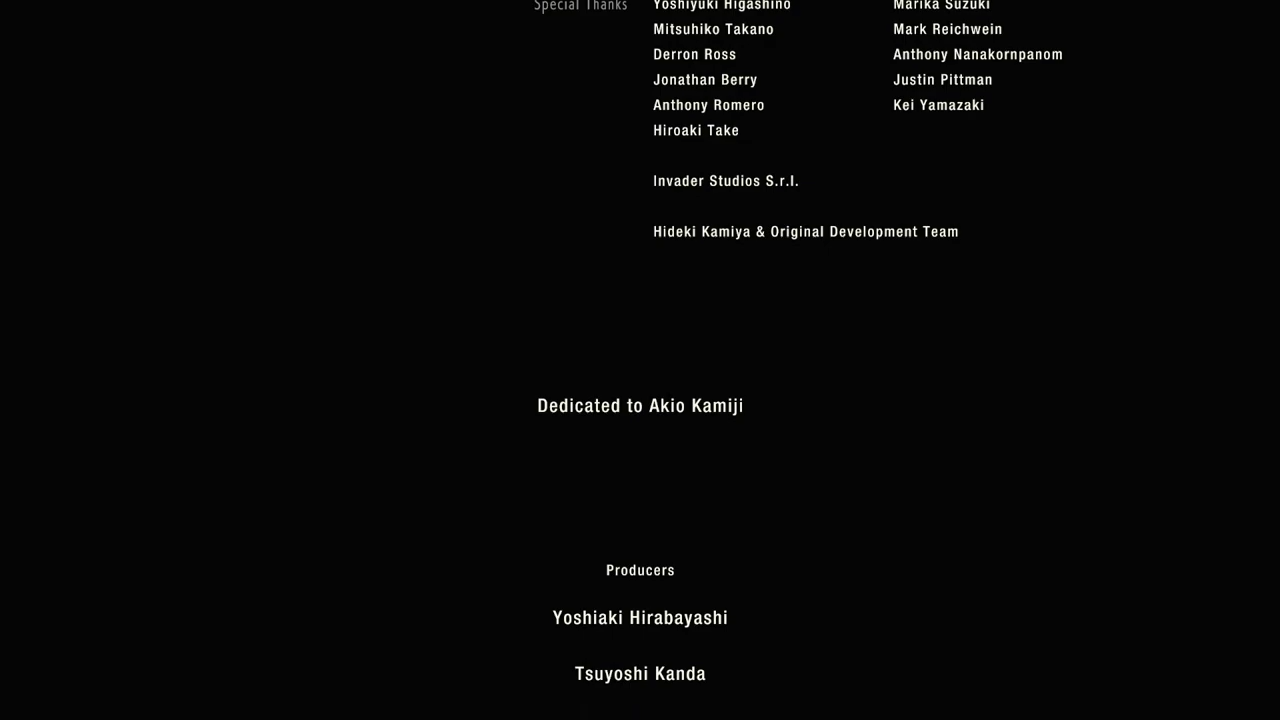 Special Thanks Yoshiyuki Higashino Marika Suzuki
Mitsuhiko Takano Mark Reichwein
Derron Ross Anthony Nanakornpanom
Jonathan Berry Justin Pittman
Anthony Romero Kei Yamazaki
Hiroaki Take
Invader Studios S.r.l.
Hideki Kamiya & Original Development Team
Dedicated to Akio Kamiji
Producers
Yoshiaki Hirabayashi
Tsuyoshi Kanda